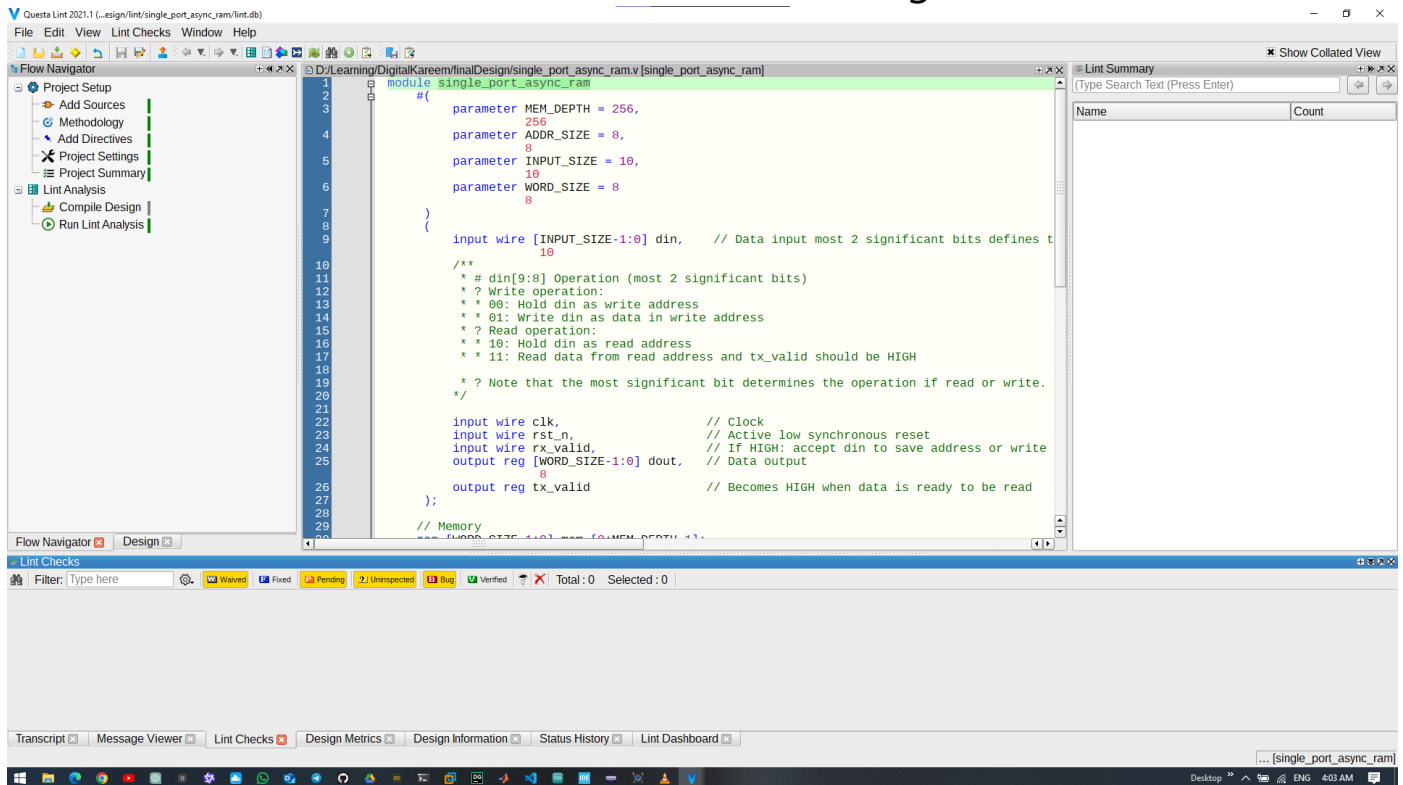 Questa Lint 2021.1 (...esign/lint/single_port_async_ram/lint.db)
File Edit View Lint Checks Window Help
Show Collated View
Flow Navigator
Project Setup
Add Sources
Methodology
Add Directives
Project Settings
Project Summary
Lint Analysis
Compile Design
Run Lint Analysis
Flow Navigator Design
D:/Learning/DigitalKareem/finalDesign/single_port_async_ram.v [single_port_async_ram]
1 module single_port_async_ram
2 #(
3 parameter MEM_DEPTH = 256,
256
4 parameter ADDR_SIZE = 8,
8
5 parameter INPUT_SIZE = 10,
10
6 parameter WORD_SIZE = 8
8
7 )
8 (
9 input wire [INPUT_SIZE-1:0] din, // Data input most 2 significant bits defines t
10
10 /**
11 * # din[9:8] Operation (most 2 significant bits)
12 * ? Write operation:
13 * * 00: Hold din as write address
14 * * 01: Write din as data in write address
15 * ? Read operation:
16 * * 10: Hold din as read address
17 * * 11: Read data from read address and tx_valid should be HIGH
18
19 * ? Note that the most significant bit determines the operation if read or write.
20 */
21
22 input wire clk, // Clock
23 input wire rst_n, // Active low synchronous reset
24 input wire rx_valid, // If HIGH: accept din to save address or write
25 output reg [WORD_SIZE-1:0] dout, // Data output
8
26 output reg tx_valid // Becomes HIGH when data is ready to be read
27 );
28
29 // Memory
30 reg [WORD_SIZE-1:0] mem [0:MEM_DEPTH-1];
Lint Summary
(Type Search Text (Press Enter)
Name Count
Lint Checks
Filter: Type here Waived Fixed Pending Uninspected Bug Verified Total : 0 Selected : 0
Transcript Message Viewer Lint Checks Design Metrics Design Information Status History Lint Dashboard
... [single_port_async_ram]
Desktop ENG 4:03 AM